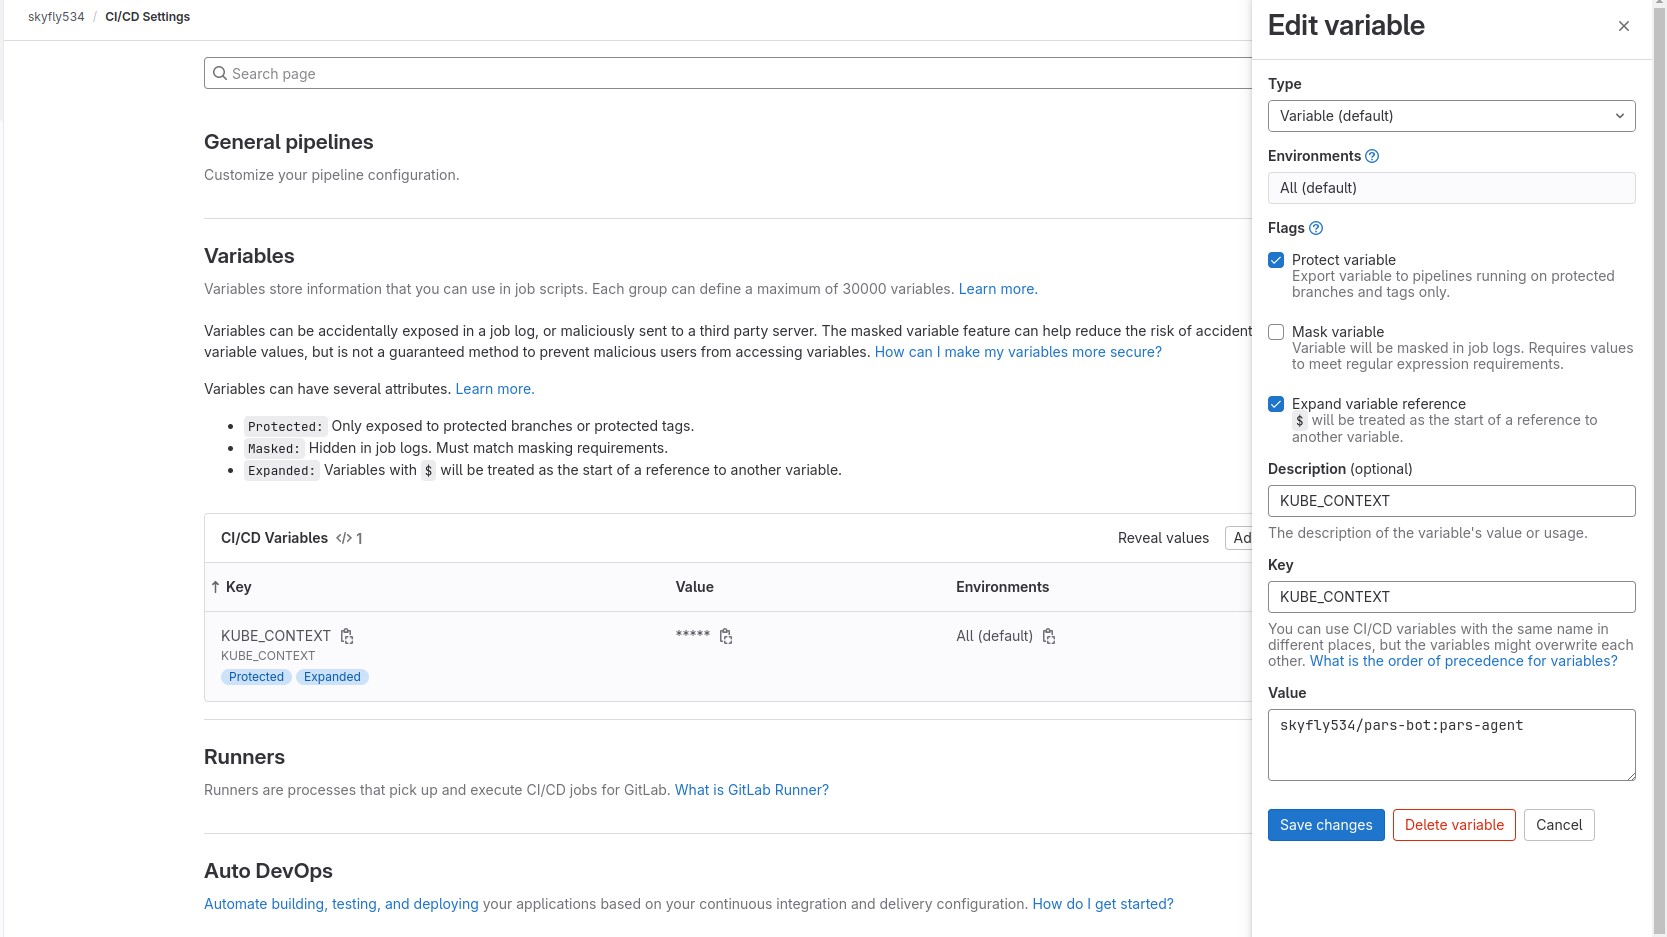 skyfly534 / CI/CD Settings
Search page
General pipelines
Customize your pipeline configuration.
Variables
Variables store information that you can use in job scripts. Each group can define a maximum of 30000 variables. Learn more.
Variables can be accidentally exposed in a job log, or maliciously sent to a third party server. The masked variable feature can help reduce the risk of accident
variable values, but is not a guaranteed method to prevent malicious users from accessing variables. How can I make my variables more secure?
Variables can have several attributes. Learn more.
• Protected: Only exposed to protected branches or protected tags.
• Masked: Hidden in job logs. Must match masking requirements.
• Expanded: Variables with $ will be treated as the start of a reference to another variable.
CI/CD Variables </> 1
Reveal values Ad
↑ Key Value Environments
KUBE_CONTEXT ***** All (default)
KUBE_CONTEXT
Protected Expanded
Runners
Runners are processes that pick up and execute CI/CD jobs for GitLab. What is GitLab Runner?
Auto DevOps
Automate building, testing, and deploying your applications based on your continuous integration and delivery configuration. How do I get started?
Edit variable
Type
Variable (default)
Environments
All (default)
Flags
Protect variable
Export variable to pipelines running on protected
branches and tags only.
Mask variable
Variable will be masked in job logs. Requires values
to meet regular expression requirements.
Expand variable reference
$ will be treated as the start of a reference to
another variable.
Description (optional)
KUBE_CONTEXT
The description of the variable's value or usage.
Key
KUBE_CONTEXT
You can use CI/CD variables with the same name in
different places, but the variables might overwrite each
other. What is the order of precedence for variables?
Value
skyfly534/pars-bot:pars-agent
Save changes
Delete variable
Cancel